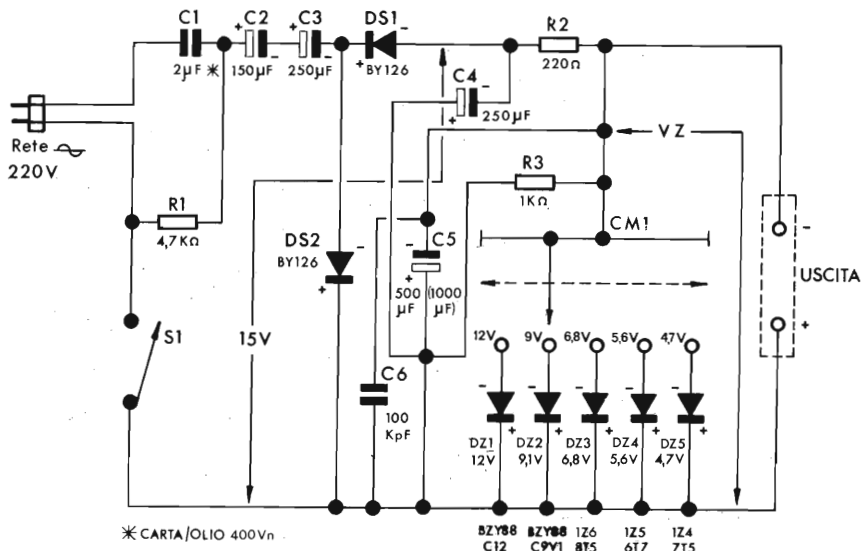 C1
C2
C3
DS1
R2
2µF
*
+
-
150µF
+
-
250µF
+
-
BY126
220Ω
C4
-
+
250µF
VZ
Rete
220V
R1
4,7KΩ
R3
1KΩ
CM1
DS2
BY126
-
+
C5
-
+
500 µF
(1000 µF)
-
USCITA
+
S1
15V
C6
100
KpF
12V
9V
6,8V
5,6V
4,7V
-
-
-
-
-
+
+
+
+
+
DZ1
12V
DZ2
9,1V
DZ3
6,8V
DZ4
5,6V
DZ5
4,7V
* CARTA/OLIO 400Vn
BZY88
C12
BZY88
C9V1
1Z6
8T5
1Z5
6T7
1Z4
7T5